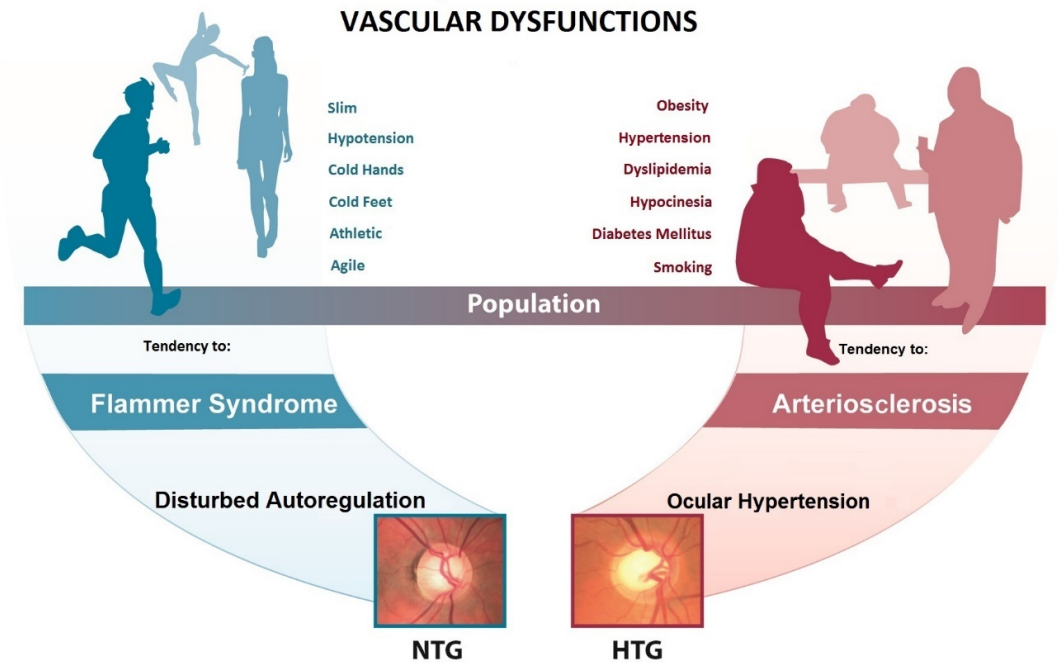 VASCULAR DYSFUNCTIONS
Slim
Hypotension
Cold Hands
Cold Feet
Athletic
Agile
Obesity
Hypertension
Dyslipidemia
Hypocinesia
Diabetes Mellitus
Smoking
Population
Tendency to:
Flammer Syndrome
Disturbed Autoregulation
NTG
Tendency to:
Arteriosclerosis
Ocular Hypertension
HTG